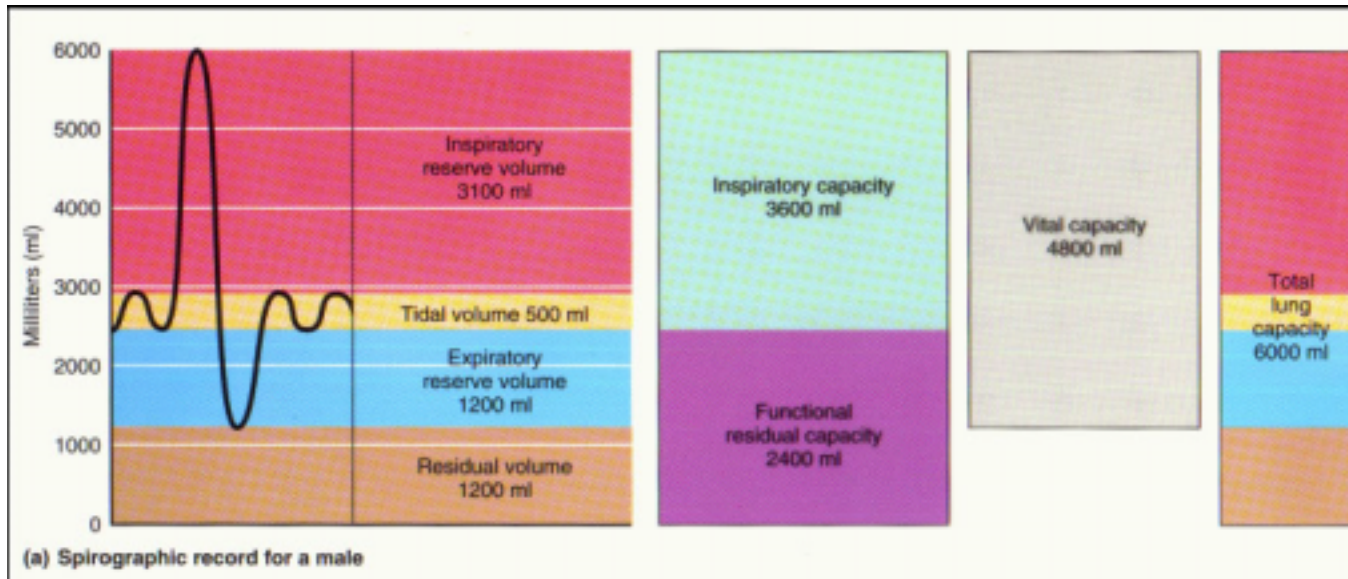 6000
5000
4000
3000
2000
1000
0
Milliliters (ml)
Inspiratory
reserve volume
3100 ml
Tidal volume 500 ml
Expiratory
reserve volume
1200 ml
Residual volume
1200 ml
Inspiratory capacity
3600 ml
Functional
residual capacity
2400 ml
Vital capacity
4800 ml
Total
lung
capacity
6000 ml
(a) Spirographic record for a male